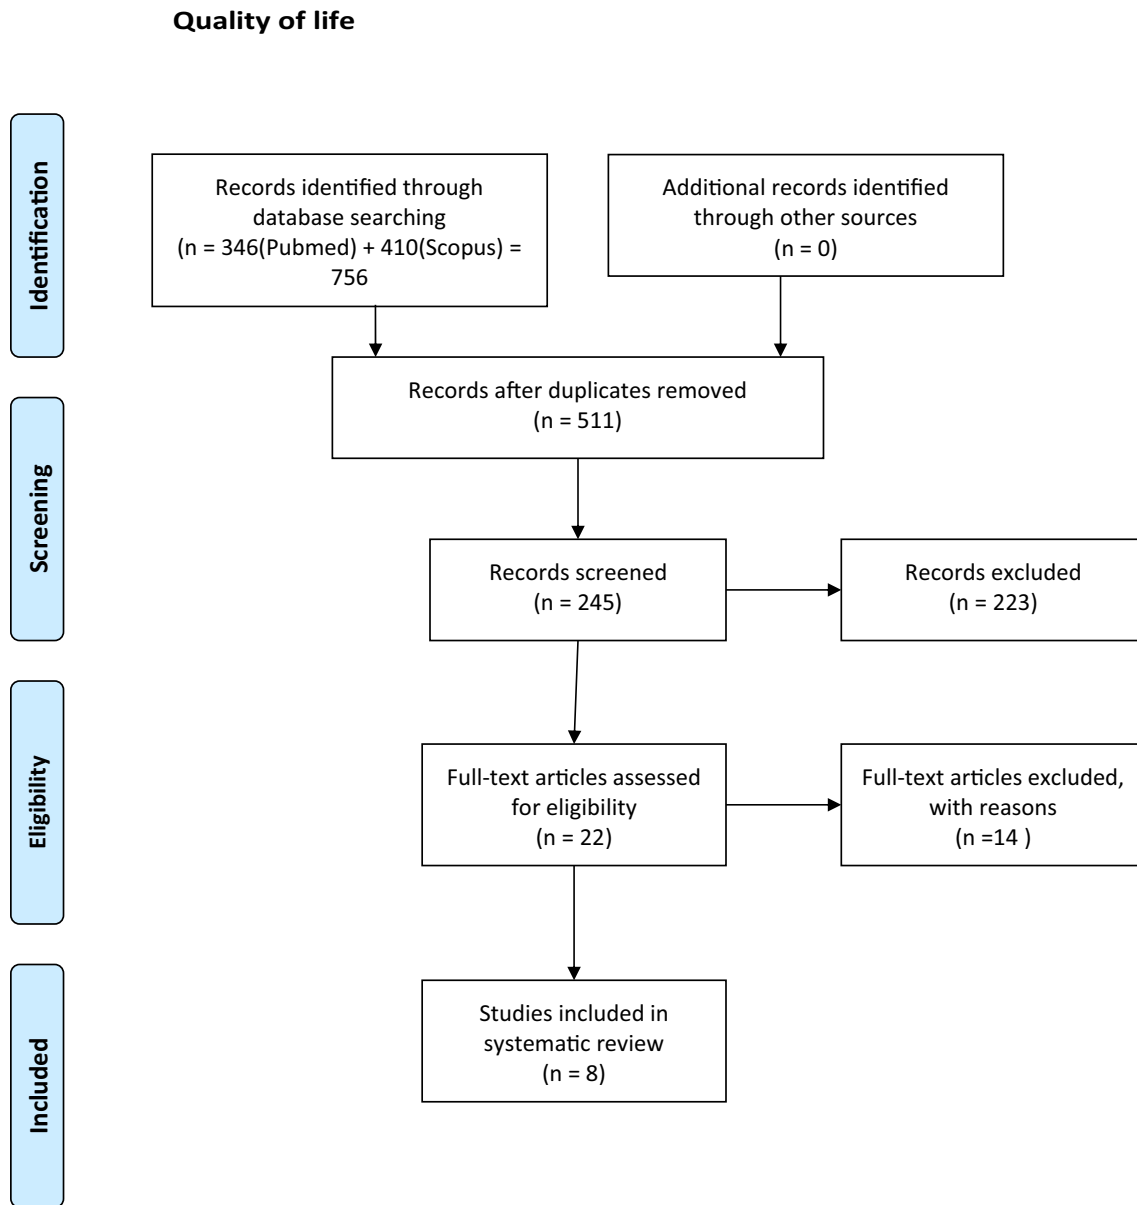 Quality of life
Identification
Records identified through
database searching
(n = 346(Pubmed) + 410(Scopus) =
756
Additional records identified
through other sources
(n = 0)
Records after duplicates removed
(n = 511)
Screening
Records screened
(n = 245)
Records excluded
(n = 223)
Eligibility
Full-text articles assessed
for eligibility
(n = 22)
Full-text articles excluded,
with reasons
(n =14 )
Included
Studies included in
systematic review
(n = 8)